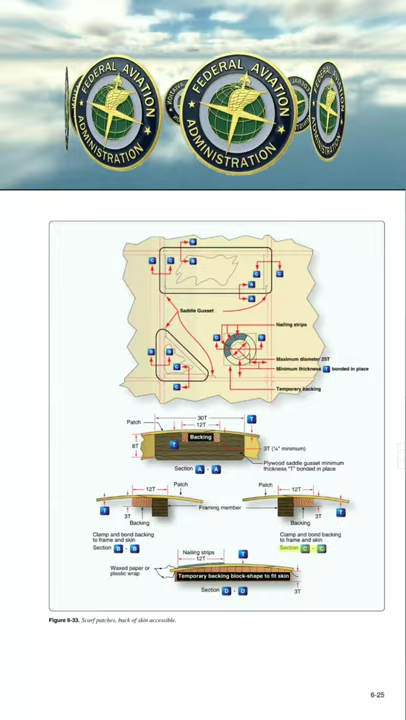 FEDERAL AVIATION
ADMINISTRATION
FEDERAL AVIATION
ADMINISTRATION
B
C C B C C
A
A
Saddle Gusset
Nailing strips
D D
B B
C
Maximum diameter 25T
Minimum thickness T bonded in place
C
Temporary backing
30T
Patch
12T
T
Backing
8T
T
3T (¼" minimum)
Plywood saddle gusset minimum
thickness "T" bonded in place
Section A - A
Patch
Patch
12T
12T
Framing member
T
3T
3T
T
Backing
Backing
Clamp and bond backing
to frame and skin
Section B - B
Clamp and bond backing
to frame and skin
Section C - C
Nailing strips
12T
T
Waxed paper or
plastic wrap
Temporary backing block-shape to fit skin
Section D - D
3T
Figure 6-33. Scarf patches, back of skin accessible.
6-25